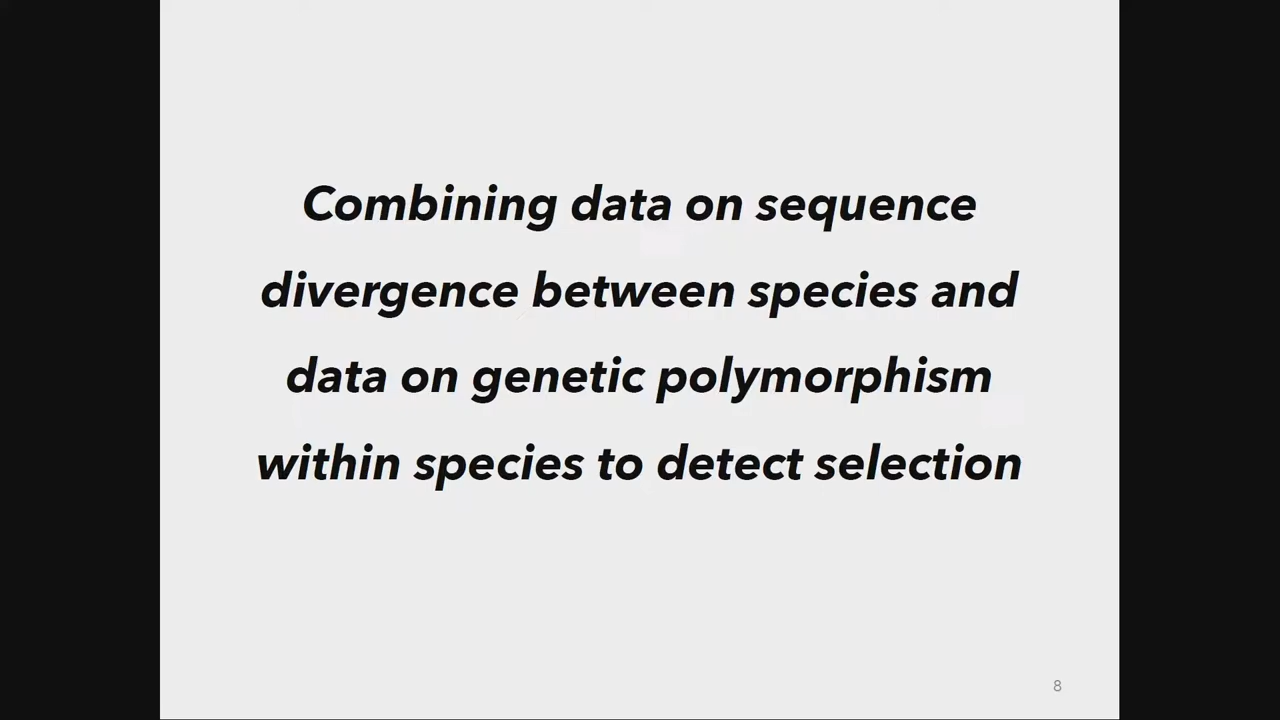 Combining data on sequence
divergence between species and
data on genetic polymorphism
within species to detect selection
8